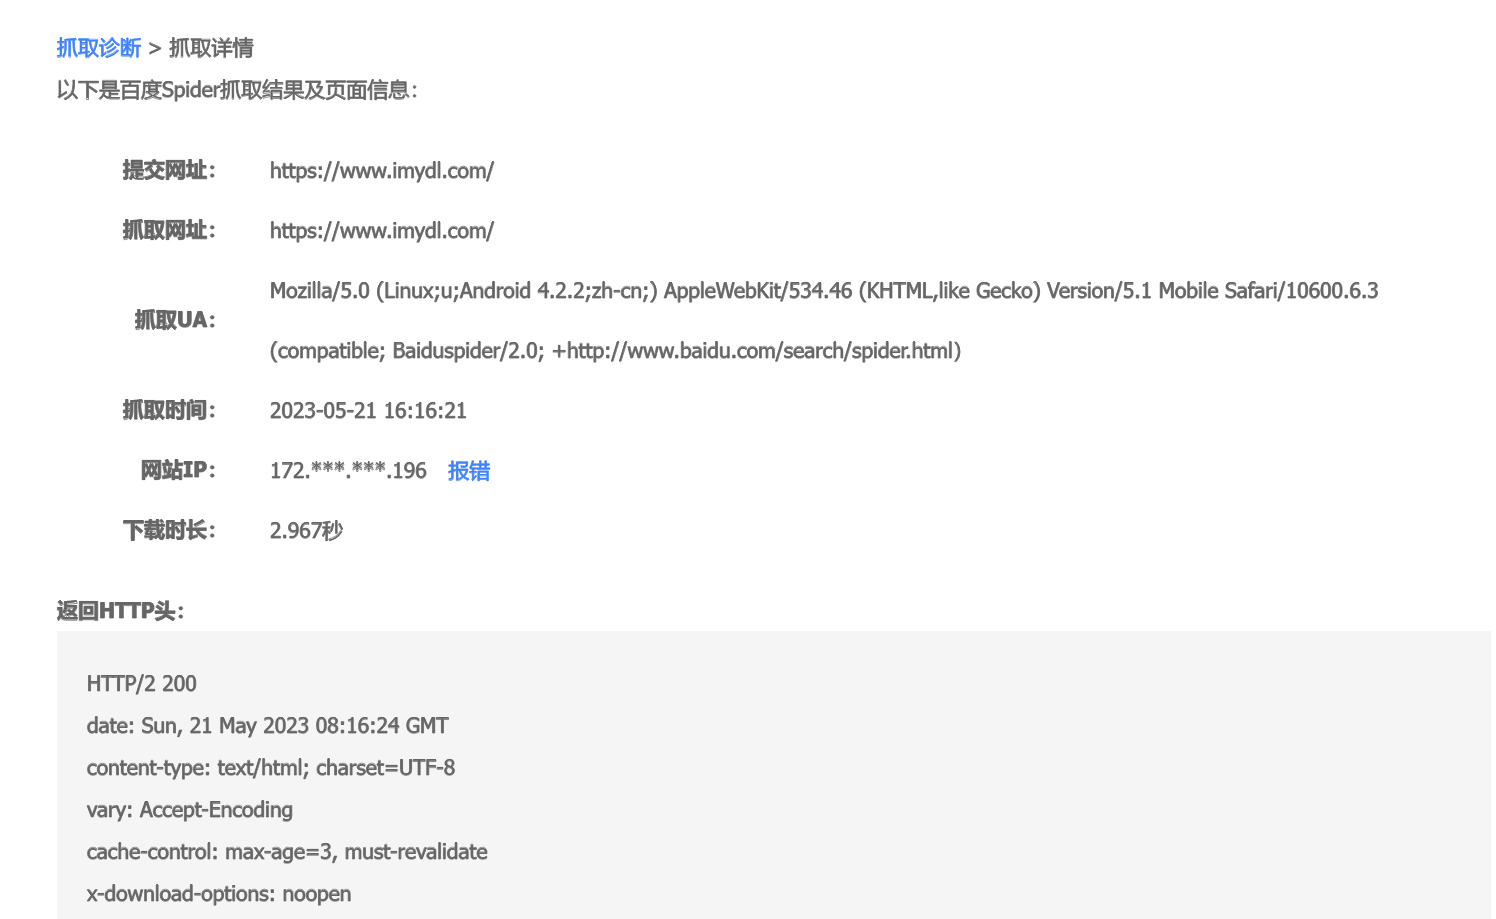 抓取诊断 > 抓取详情
以下是百度Spider抓取结果及页面信息：
提交网址： https://www.imydl.com/
抓取网址： https://www.imydl.com/
抓取UA： Mozilla/5.0 (Linux;u;Android 4.2.2;zh-cn;) AppleWebKit/534.46 (KHTML,like Gecko) Version/5.1 Mobile Safari/10600.6.3
(compatible; Baiduspider/2.0; +http://www.baidu.com/search/spider.html)
抓取时间： 2023-05-21 16:16:21
网站IP： 172.***.***.196 报错
下载时长： 2.967秒
返回HTTP头：
HTTP/2 200
date: Sun, 21 May 2023 08:16:24 GMT
content-type: text/html; charset=UTF-8
vary: Accept-Encoding
cache-control: max-age=3, must-revalidate
x-download-options: noopen